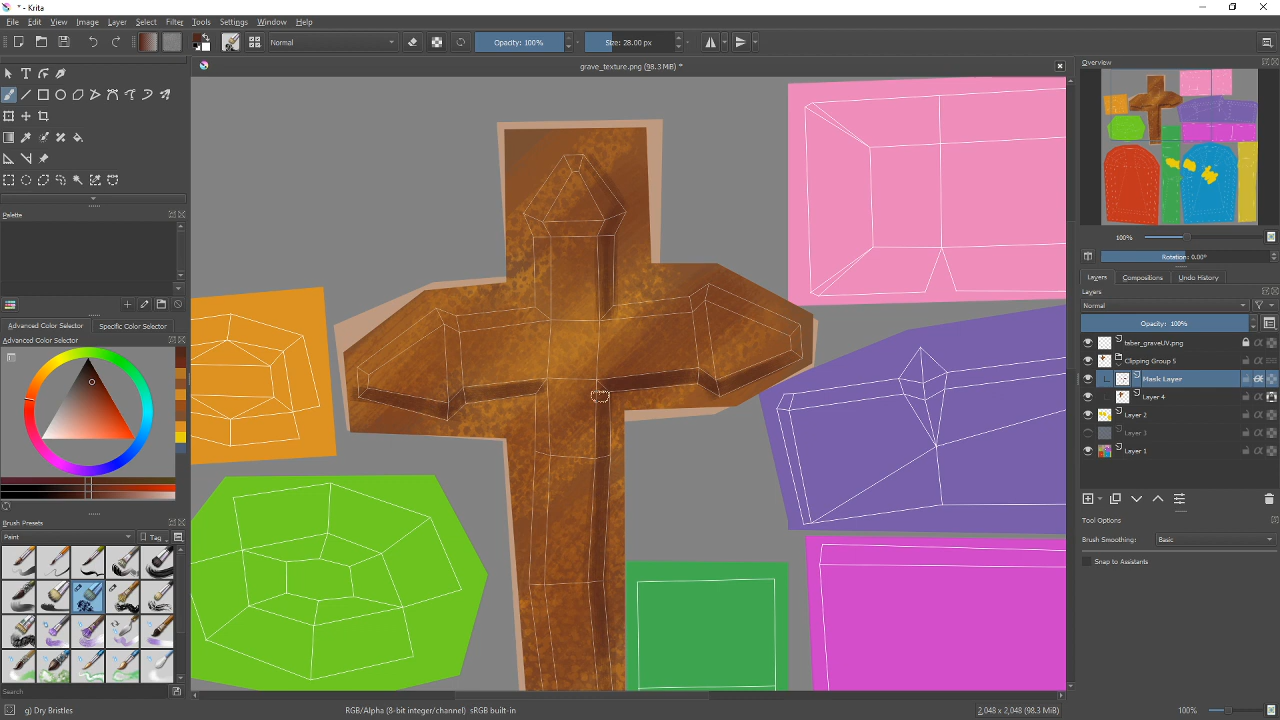 * - Krita
File Edit View Image Layer Select Filter Tools Settings Window Help
Normal Opacity: 100% Size: 28.00 px
grave_texture.png (98.3 MiB) *
Palette
Advanced Color Selector Specific Color Selector
Advanced Color Selector
Brush Presets
Paint Tag
Search
g) Dry Bristles
RGB/Alpha (8-bit integer/channel) sRGB built-in
2,048 x 2,048 (98.3 MiB)
100%
Overview
100%
Rotation: 0.00°
Layers Compositions Undo History
Layers
Normal
Opacity: 100%
taber_graveUV.png
Clipping Group 5
Mask Layer
Layer 4
Layer 2
Layer 3
Layer 1
Tool Options
Brush Smoothing: Basic
Snap to Assistants